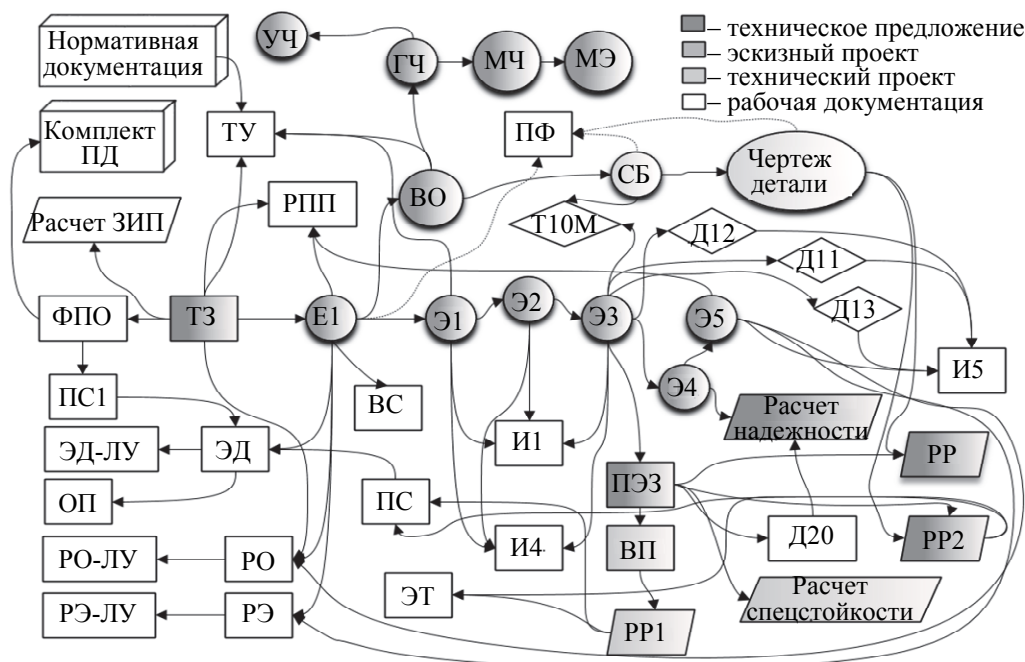 Нормативная
документация
УЧ
ГЧ
МЧ
МЭ
– техническое предложение
– эскизный проект
– технический проект
– рабочая документация
Комплект
ПД
ТУ
ПФ
ВО
СБ
Чертеж
детали
Расчет ЗИП
РПП
Т10М
Д12
Д11
Д13
ФПО
ТЗ
Е1
Э1
Э2
Э3
Э5
Э4
И5
ПС1
ВС
ЭД-ЛУ
ЭД
И1
Расчет
надежности
РР
ОП
ПС
ПЭ3
И4
ВП
Д20
РР2
РО-ЛУ
РО
ЭТ
Расчет
спецстойкости
РЭ-ЛУ
РЭ
РР1